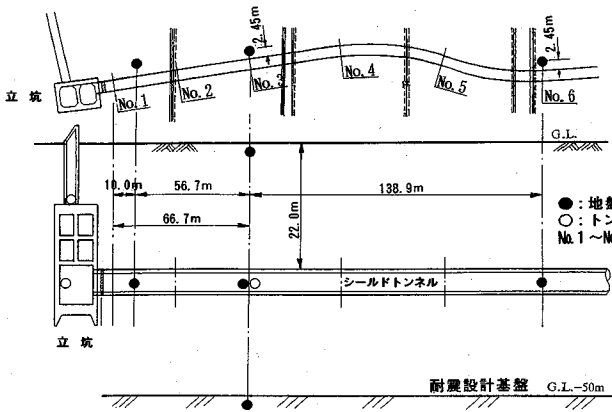 2.45m
2.45m
立坑
No.1
No.2
No.3
No.4
No.5
No.6
G.L.
10.0m
56.7m
138.9m
66.7m
22.0m
●：地盤
○：トン
No.1～No
シールドトンネル
立坑
耐震設計基盤 G.L.-50m